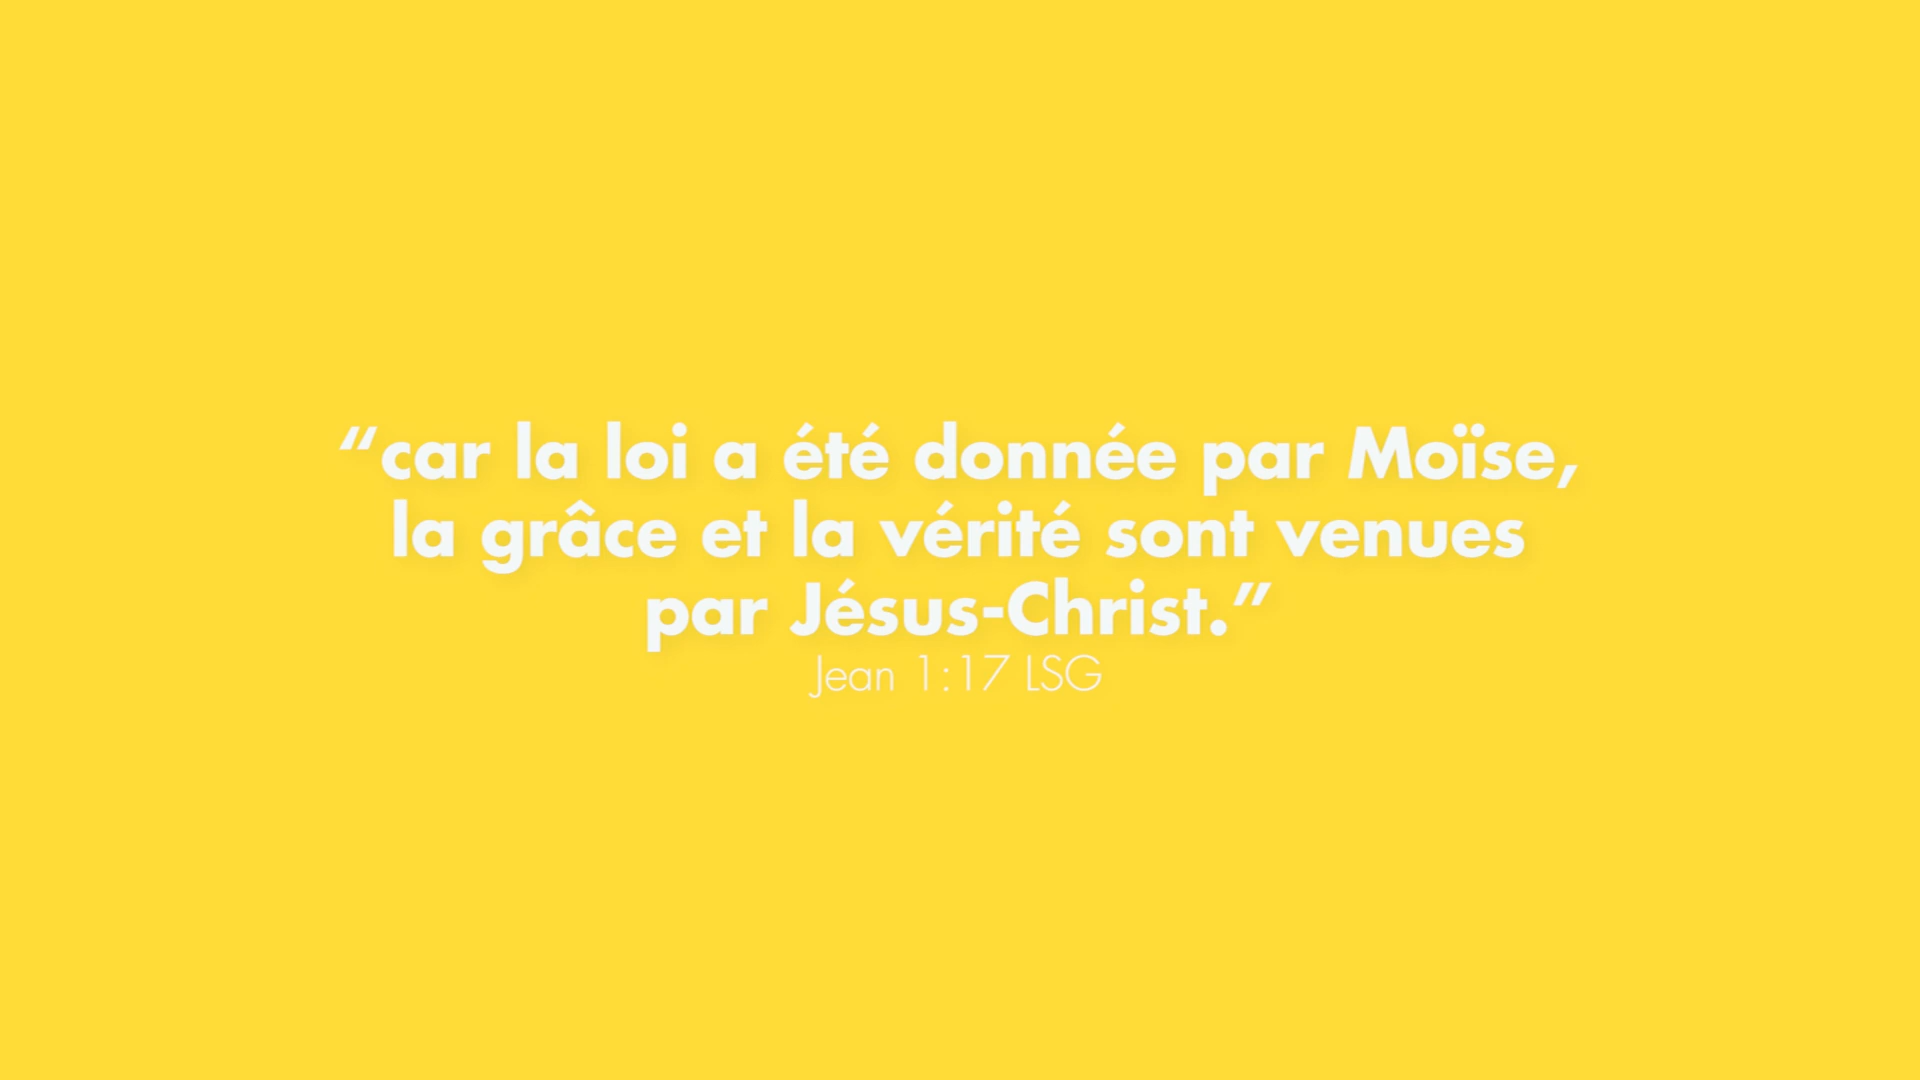 “car la loi a été donnée par Moïse,
la grâce et la vérité sont venues
par Jésus-Christ.”
Jean 1:17 LSG